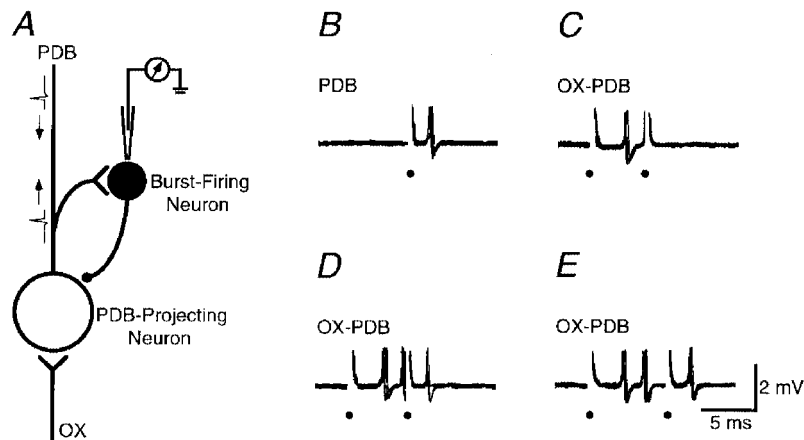 A
PDB
Burst-Firing
Neuron
PDB-Projecting
Neuron
OX
B
PDB
C
OX-PDB
D
OX-PDB
E
OX-PDB
2 mV
5 ms